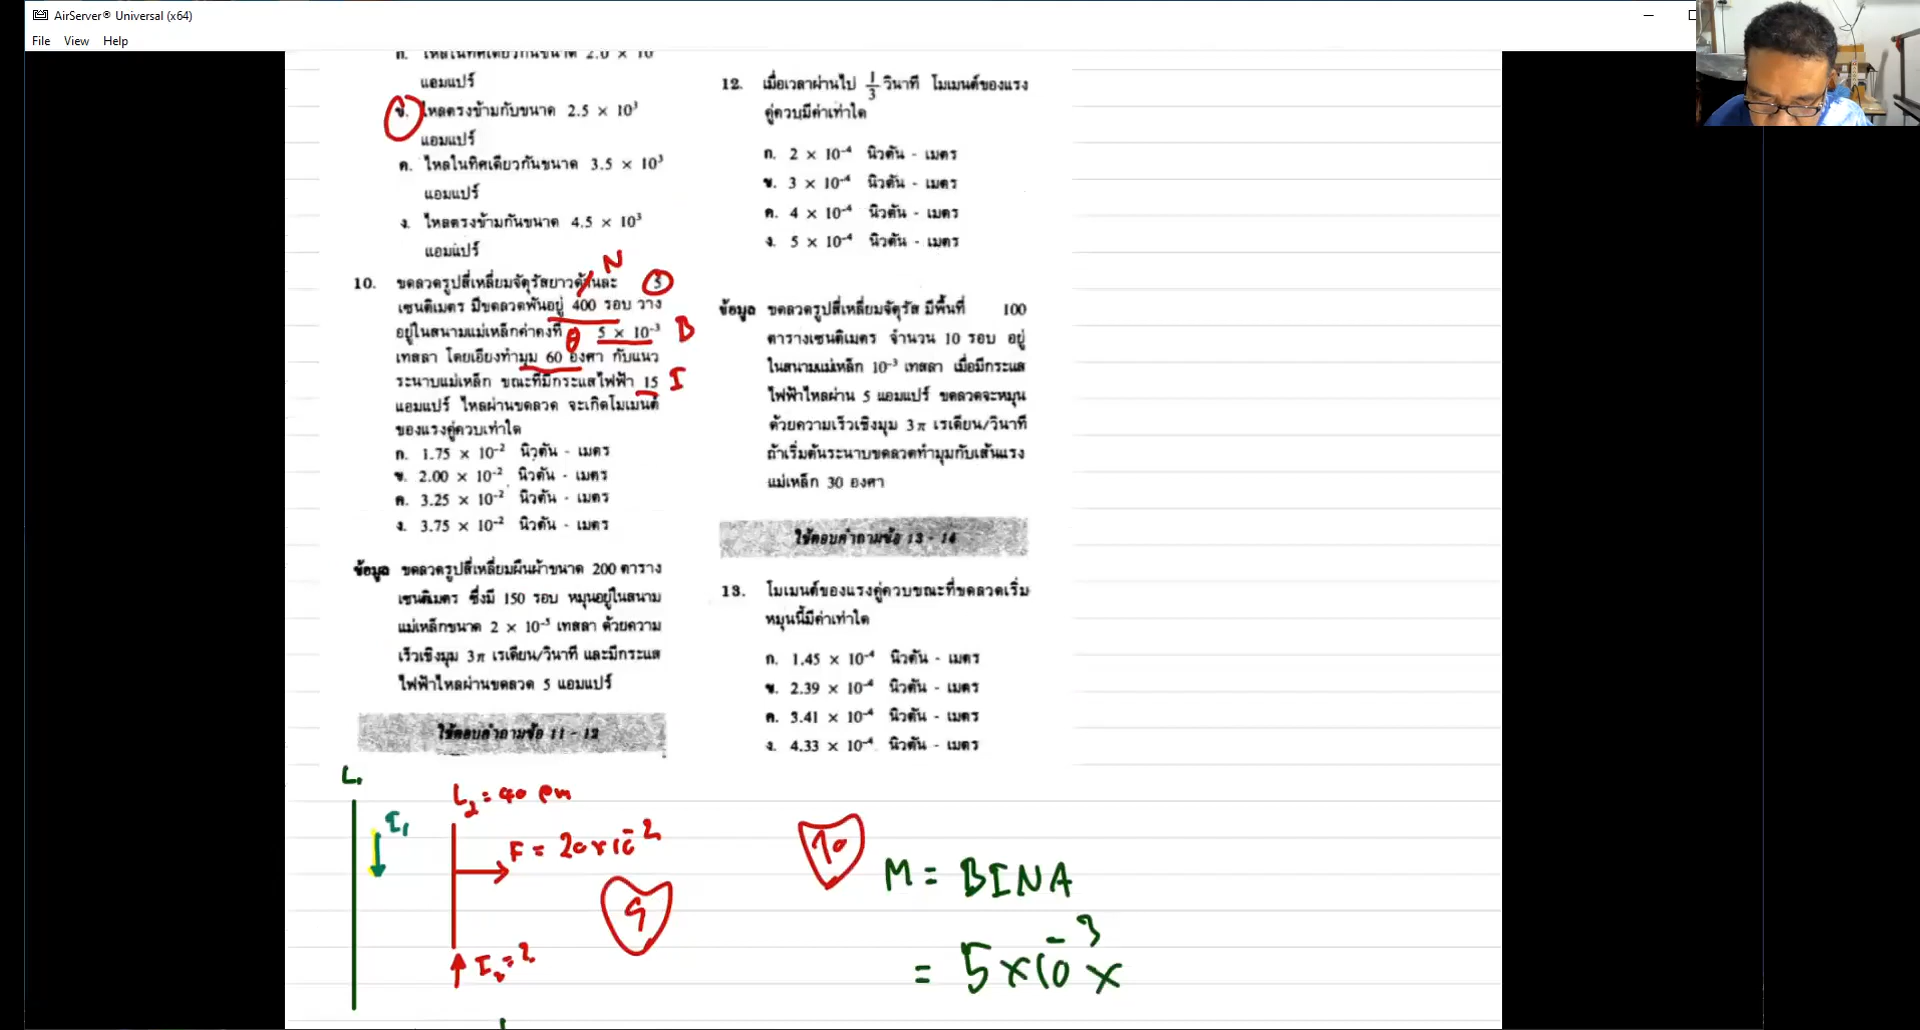 AirServer® Universal (x64)
File View Help
ก. ไหลในทิศเดียวกันขนาด 2.0 × 10
แอมแปร์
ข. ไหลตรงข้ามกับขนาด 2.5 × 10³
แอมแปร์
ค. ไหลในทิศเดียวกันขนาด 3.5 × 10³
แอมแปร์
ง. ไหลตรงข้ามกันขนาด 4.5 × 10³
แอมแปร์
N
10. ขดลวดรูปสี่เหลี่ยมจัตุรัสยาวด้านละ 5
เซนติเมตร มีขดลวดพันอยู่ 400 รอบ วาง
อยู่ในสนามแม่เหล็กค่าคงที่ θ 5 × 10⁻³ B
เทสลา โดยเอียงทำมุม 60 องศา กับแนว
ระนาบแม่เหล็ก ขณะที่มีกระแสไฟฟ้า 15 I
แอมแปร์ ไหลผ่านขดลวด จะเกิดโมเมนต์
ของแรงคู่ควบเท่าใด
ก. 1.75 × 10⁻² นิวตัน - เมตร
ข. 2.00 × 10⁻² นิวตัน - เมตร
ค. 3.25 × 10⁻² นิวตัน - เมตร
ง. 3.75 × 10⁻² นิวตัน - เมตร
ข้อมูล ขดลวดรูปสี่เหลี่ยมผืนผ้าขนาด 200 ตาราง
เซนติเมตร ซึ่งมี 150 รอบ หมุนอยู่ในสนาม
แม่เหล็กขนาด 2 × 10⁻⁵ เทสลา ด้วยความ
เร็วเชิงมุม 3π เรเดียน/วินาที และมีกระแส
ไฟฟ้าไหลผ่านขดลวด 5 แอมแปร์
ใช้ตอบคำถามข้อ 11 - 12
12. เมื่อเวลาผ่านไป 1/3 วินาที โมเมนต์ของแรง
คู่ควบมีค่าเท่าใด
ก. 2 × 10⁻⁴ นิวตัน - เมตร
ข. 3 × 10⁻⁴ นิวตัน - เมตร
ค. 4 × 10⁻⁴ นิวตัน - เมตร
ง. 5 × 10⁻⁴ นิวตัน - เมตร
ข้อมูล ขดลวดรูปสี่เหลี่ยมจัตุรัส มีพื้นที่ 100
ตารางเซนติเมตร จำนวน 10 รอบ อยู่
ในสนามแม่เหล็ก 10⁻³ เทสลา เมื่อมีกระแส
ไฟฟ้าไหลผ่าน 5 แอมแปร์ ขดลวดจะหมุน
ด้วยความเร็วเชิงมุม 3π เรเดียน/วินาที
ถ้าเริ่มต้นระนาบขดลวดทำมุมกับเส้นแรง
แม่เหล็ก 30 องศา
ใช้ตอบคำถามข้อ 13 - 14
13. โมเมนต์ของแรงคู่ควบขณะที่ขดลวดเริ่ม
หมุนนี้มีค่าเท่าใด
ก. 1.45 × 10⁻⁴ นิวตัน - เมตร
ข. 2.39 × 10⁻⁴ นิวตัน - เมตร
ค. 3.41 × 10⁻⁴ นิวตัน - เมตร
ง. 4.33 × 10⁻⁴ นิวตัน - เมตร
L₁
I₁
L₂ = 40 cm
F = 20 × 10⁻²
9
I₂ = 2
10
M = BINA
= 5 × 10⁻³ ×